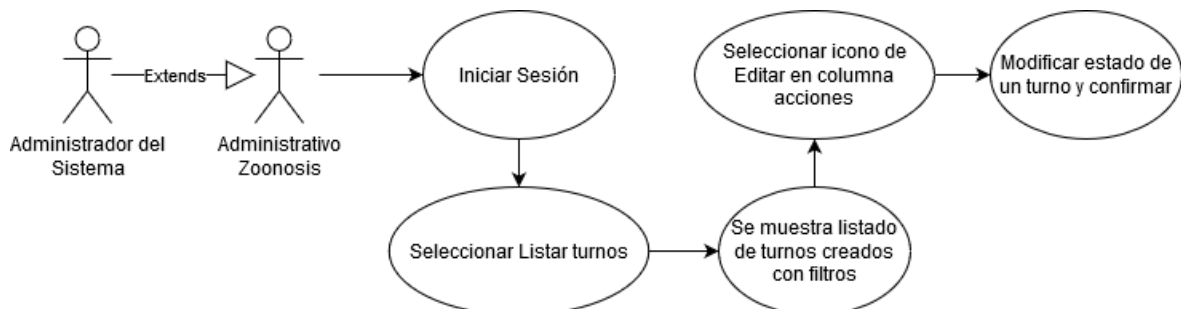 Extends
Administrador del
Sistema
Administrativo
Zoonosis
Iniciar Sesión
Seleccionar Listar turnos
Se muestra listado
de turnos creados
con filtros
Seleccionar icono de
Editar en columna
acciones
Modificar estado de
un turno y confirmar